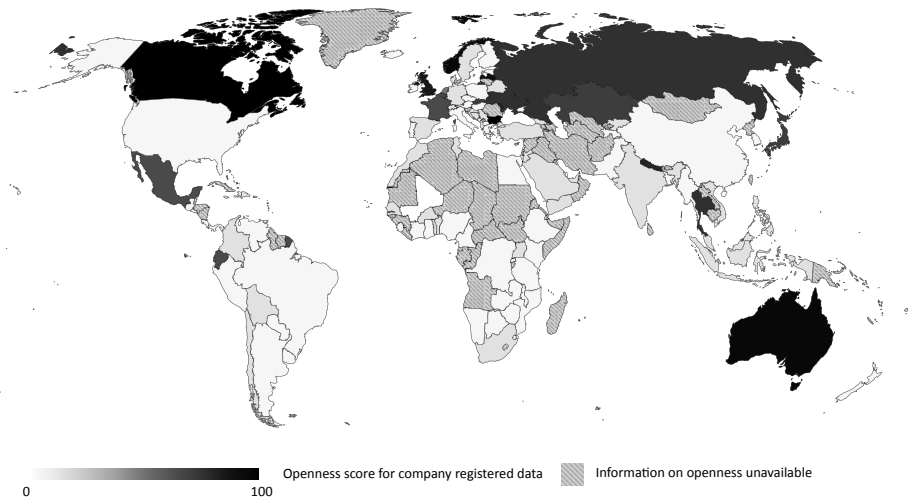 Openness score for company registered data
Information on openness unavailable
0
100